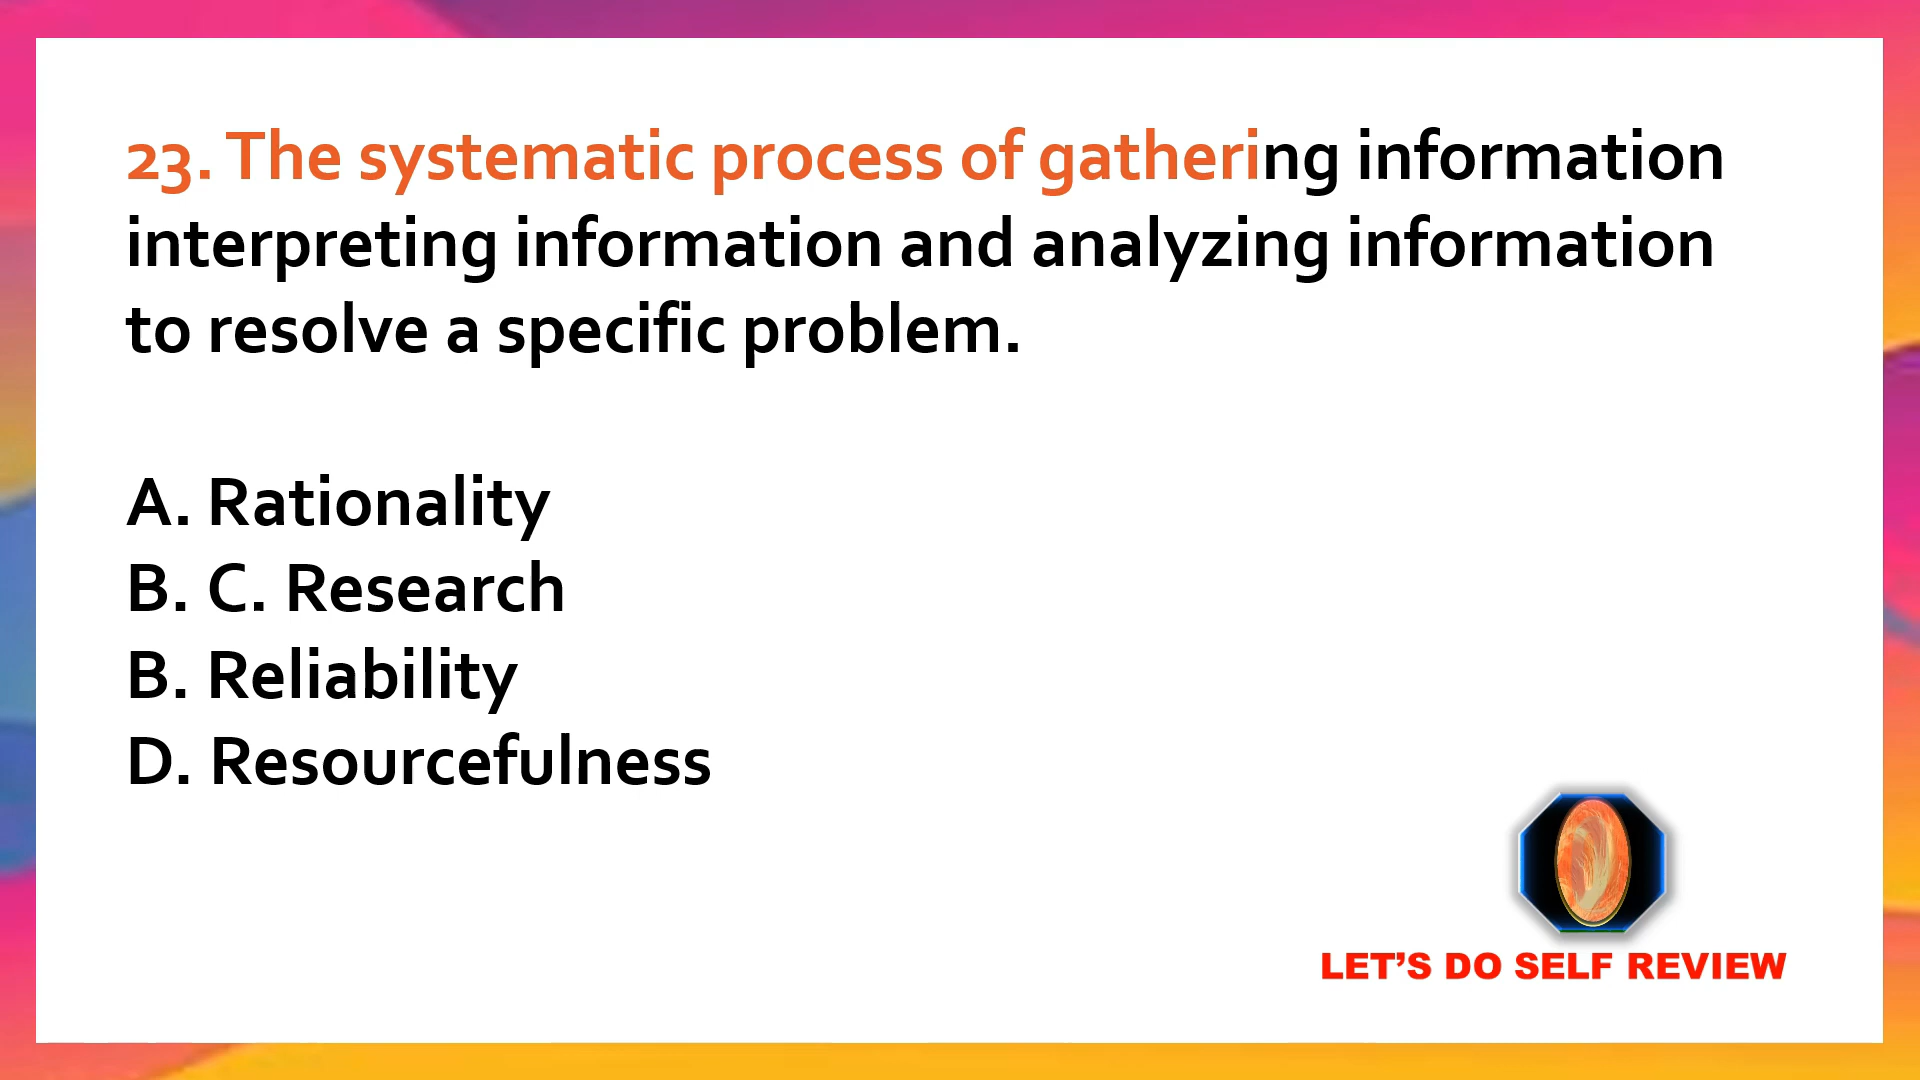 23. The systematic process of gathering information
interpreting information and analyzing information
to resolve a specific problem.
A. Rationality
B. C. Research
B. Reliability
D. Resourcefulness
LET'S DO SELF REVIEW